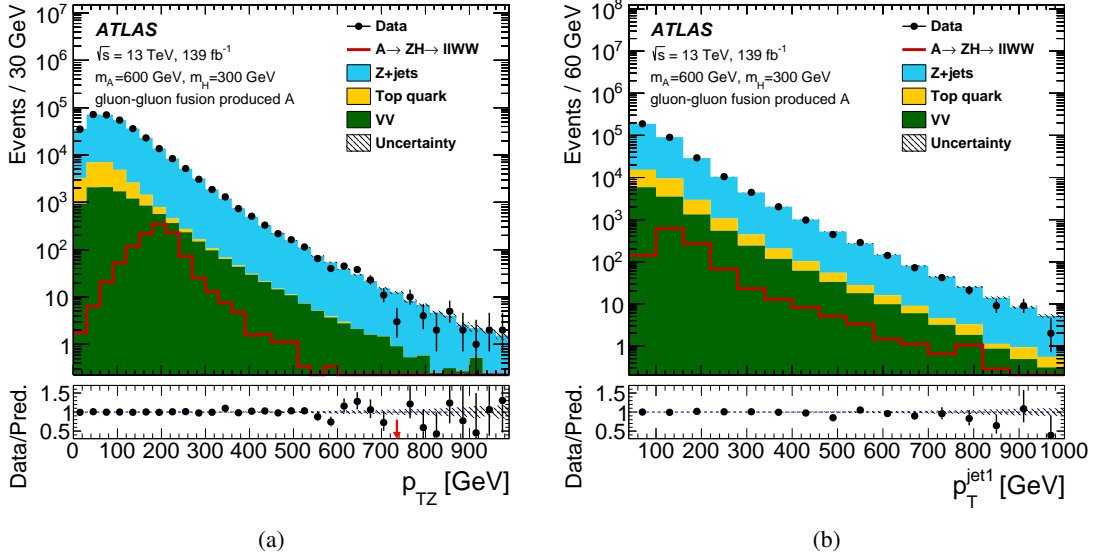 ATLAS
√s = 13 TeV, 139 fb⁻¹
m_A=600 GeV, m_H=300 GeV
gluon-gluon fusion produced A
Data
A→ ZH→ llWW
Z+jets
Top quark
VV
Uncertainty
Events / 30 GeV
10⁷
10⁵
10⁴
10³
10²
10
1
Data/Pred.
1.5
1
0.5
0 100 200 300 400 500 600 700 800 900
p_TZ [GeV]
(a)
ATLAS
√s = 13 TeV, 139 fb⁻¹
m_A=600 GeV, m_H=300 GeV
gluon-gluon fusion produced A
Data
A→ ZH→ llWW
Z+jets
Top quark
VV
Uncertainty
Events / 60 GeV
10⁸
10⁷
10⁶
10⁵
10⁴
10³
10²
10
1
Data/Pred.
1.5
1
0.5
100 200 300 400 500 600 700 800 900 1000
p_T^jet1 [GeV]
(b)